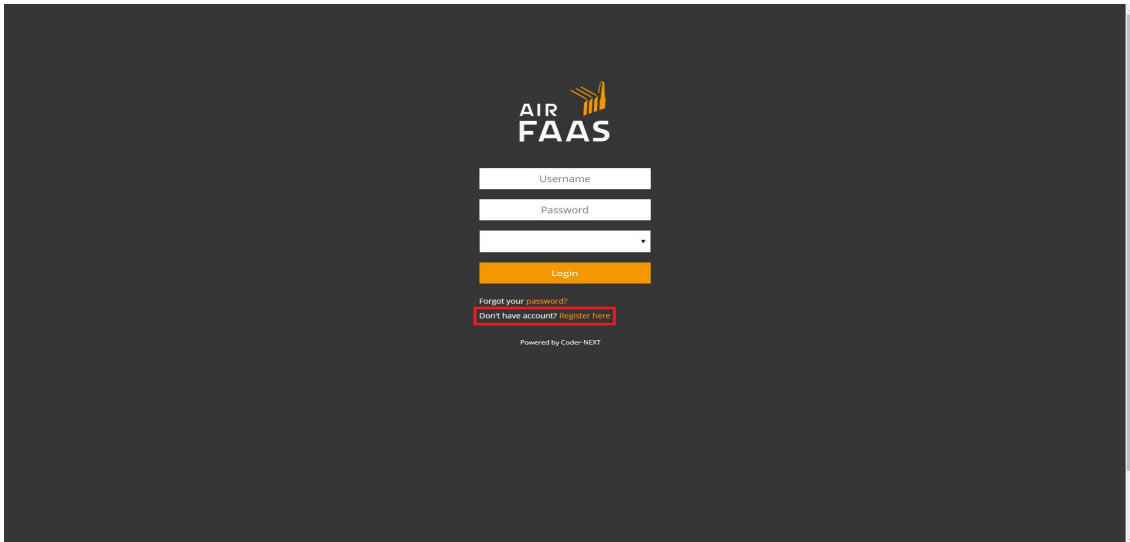 AIR
FAAS
Username
Password
Login
Forgot your password?
Don't have account? Register here
Powered by Coder-NEXT